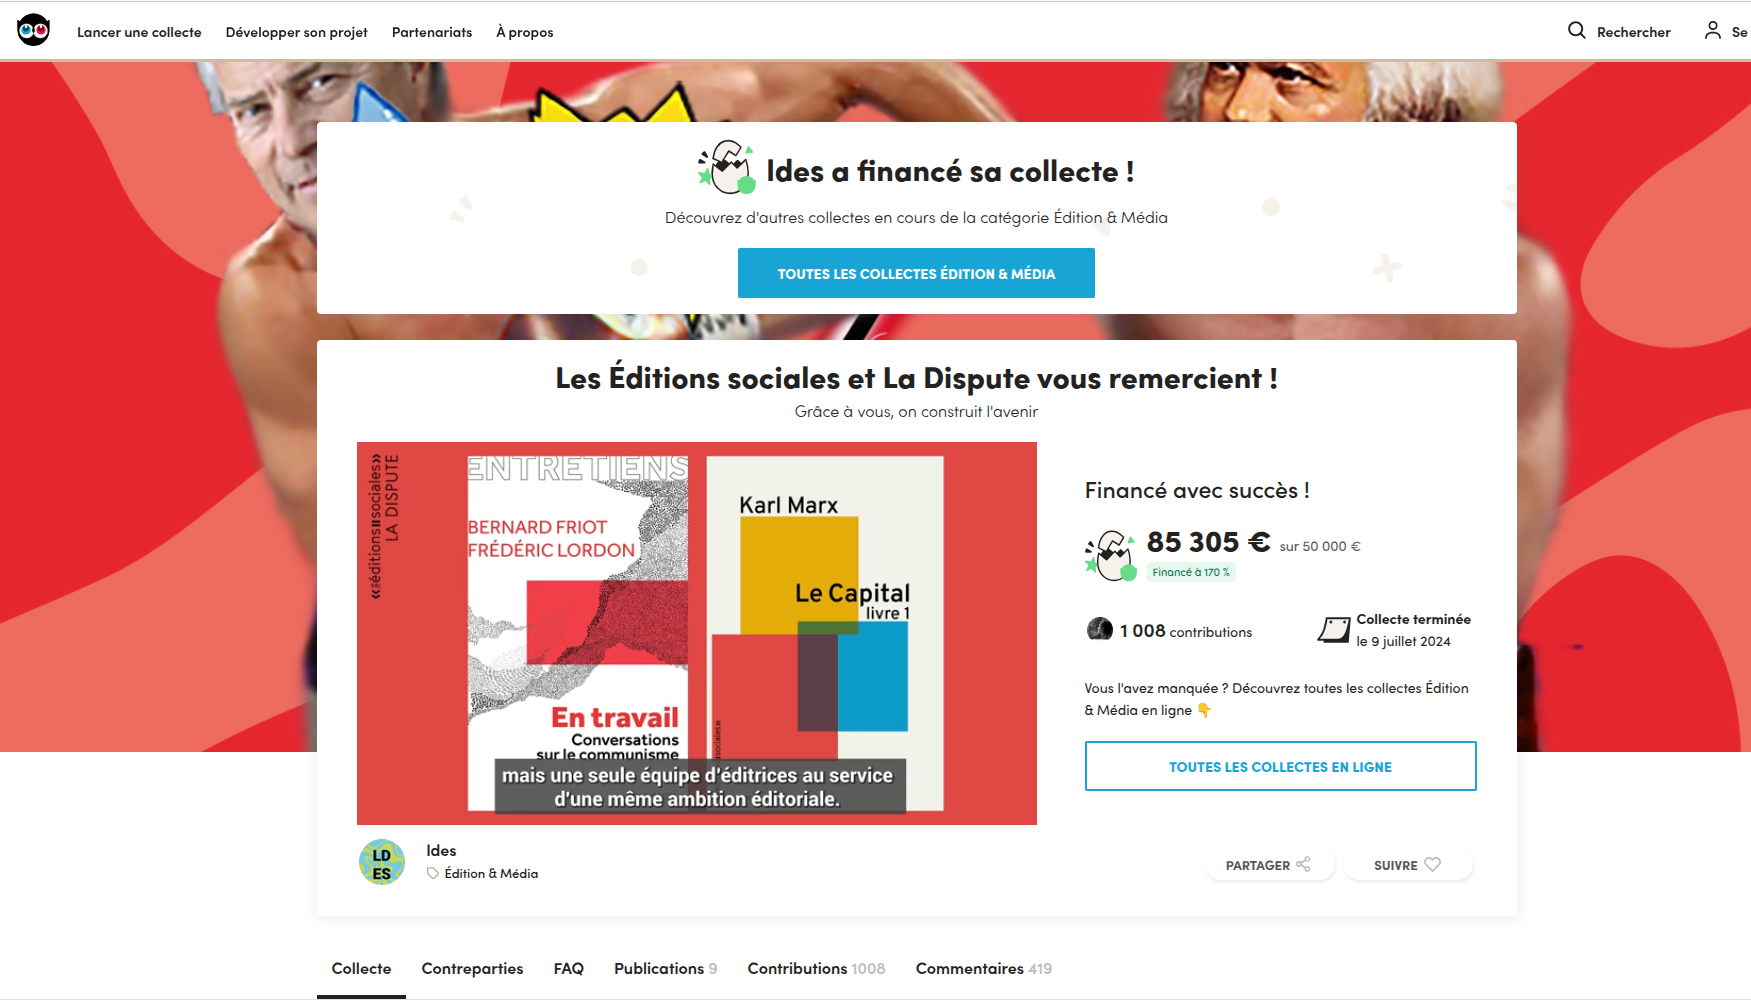 Lancer une collecte
Développer son projet
Partenariats
À propos
Rechercher
Se
ldes a financé sa collecte !
Découvrez d'autres collectes en cours de la catégorie Édition & Média
TOUTES LES COLLECTES ÉDITION & MÉDIA
Les Éditions sociales et La Dispute vous remercient !
Grâce à vous, on construit l'avenir
«éditions sociales»
LA DISPUTE
ENTRETIENS
BERNARD FRIOT
FRÉDÉRIC LORDON
En travail
Conversations
sur le communisme
Karl Marx
Le Capital
livre 1
mais une seule équipe d'éditrices au service
d'une même ambition éditoriale.
Financé avec succès !
85 305 € sur 50 000 €
Financé à 170 %
1 008 contributions
Collecte terminée
le 9 juillet 2024
Vous l'avez manquée ? Découvrez toutes les collectes Édition
& Média en ligne 👇
TOUTES LES COLLECTES EN LIGNE
LD
ES
ldes
Édition & Média
PARTAGER
SUIVRE
Collecte
Contreparties
FAQ
Publications 9
Contributions 1008
Commentaires 419